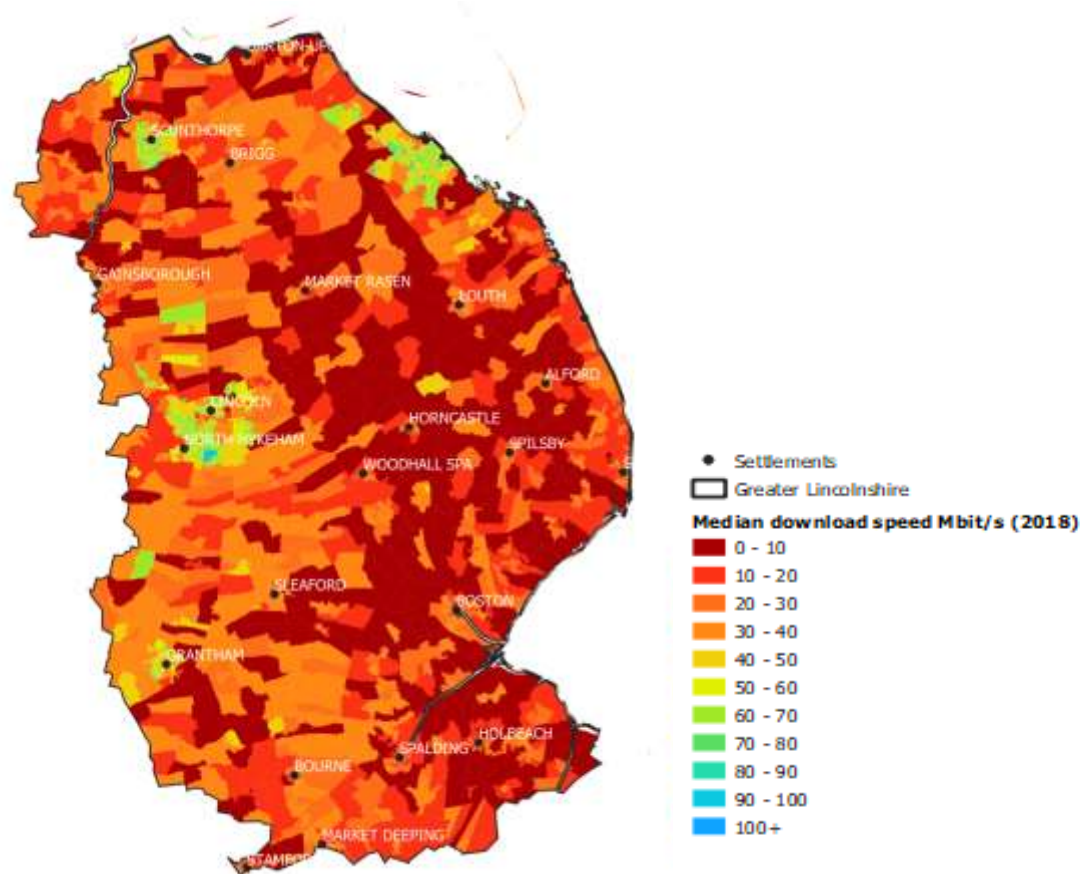 SCUNTHORPE
BRIGG
GAINSBOROUGH
MARKET RASEN
LOUTH
ALFORD
LINCOLN
HORNCASTLE
NORTH HYKEHAM
SPILSBY
WOODHALL SPA
SLEAFORD
BOSTON
GRANTHAM
HOLBEACH
SPALDING
BOURNE
MARKET DEEPING
Settlements
Greater Lincolnshire
Median download speed Mbit/s (2018)
0 - 10
10 - 20
20 - 30
30 - 40
40 - 50
50 - 60
60 - 70
70 - 80
80 - 90
90 - 100
100+